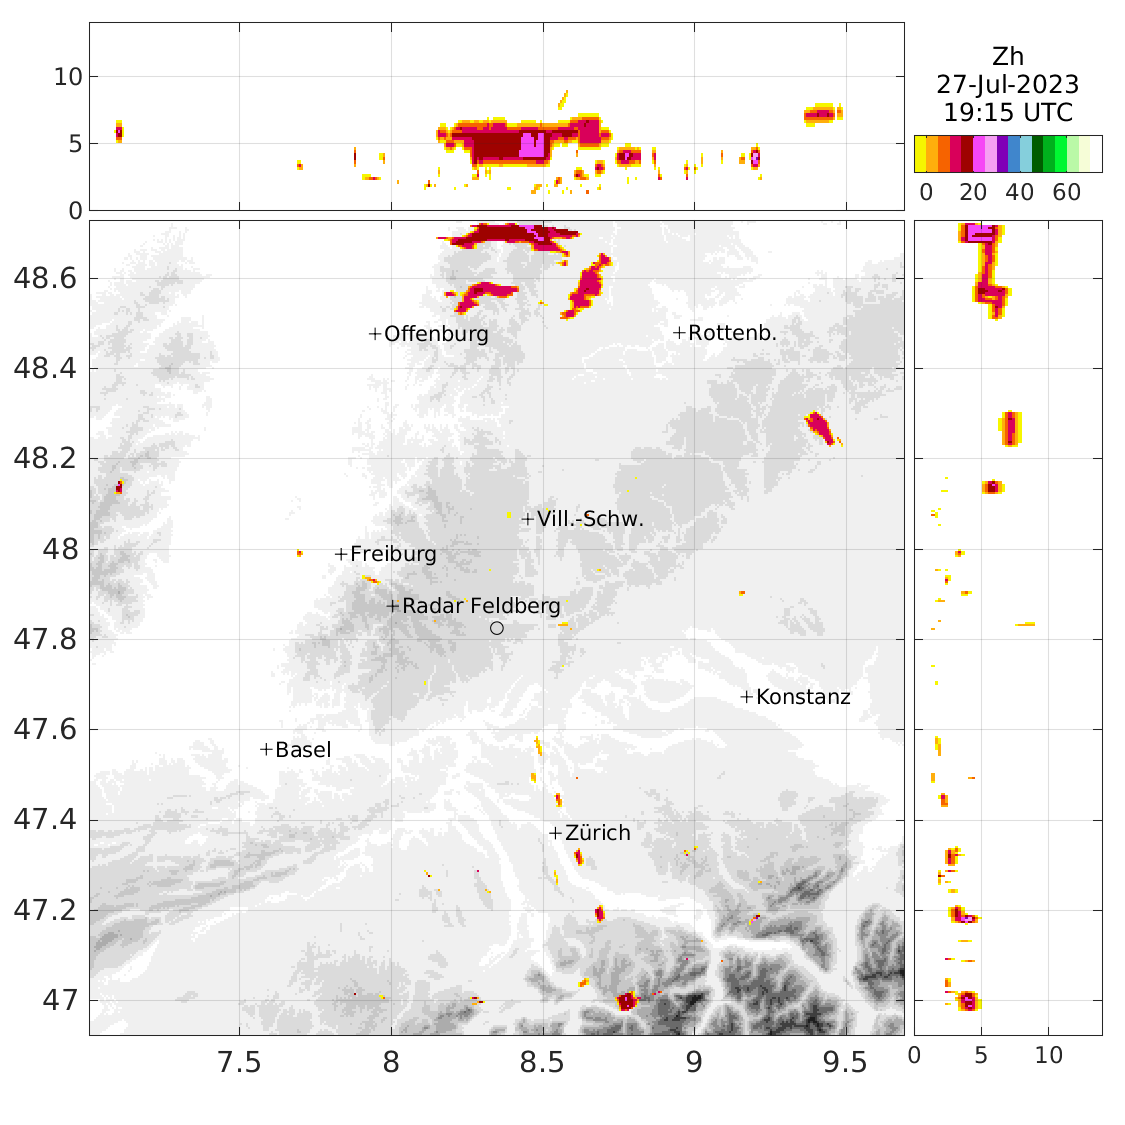 10
5
0
Zh
27-Jul-2023
19:15 UTC
0 20 40 60
48.6
48.4
48.2
48
47.8
47.6
47.4
47.2
47
+Offenburg
+Rottenb.
+Vill.-Schw.
+Freiburg
+Radar Feldberg
+Konstanz
+Basel
+Zürich
7.5 8 8.5 9 9.5
0 5 10